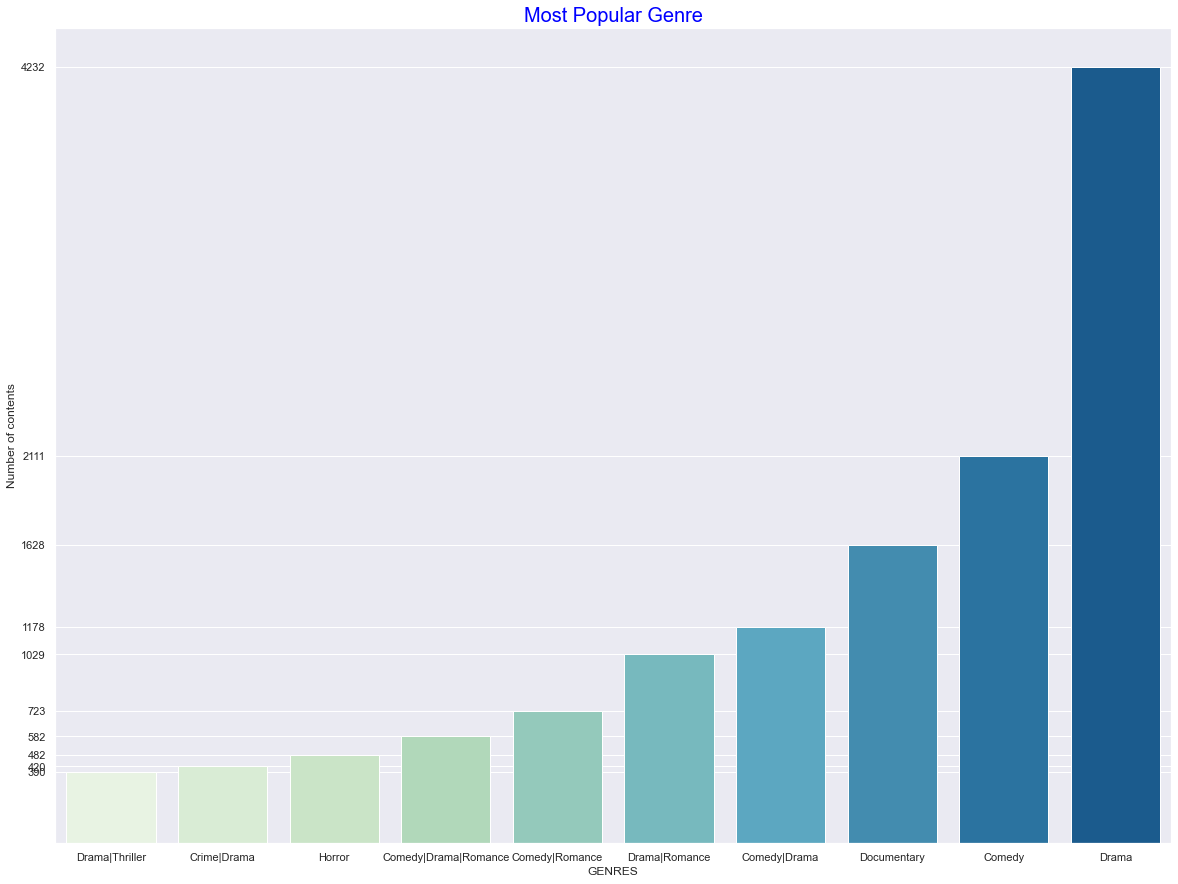 Most Popular Genre
4232
2111
1628
1178
1029
723
582
482
420
390
Number of contents
Drama|Thriller Crime|Drama Horror Comedy|Drama|Romance Comedy|Romance Drama|Romance Comedy|Drama Documentary Comedy Drama
GENRES